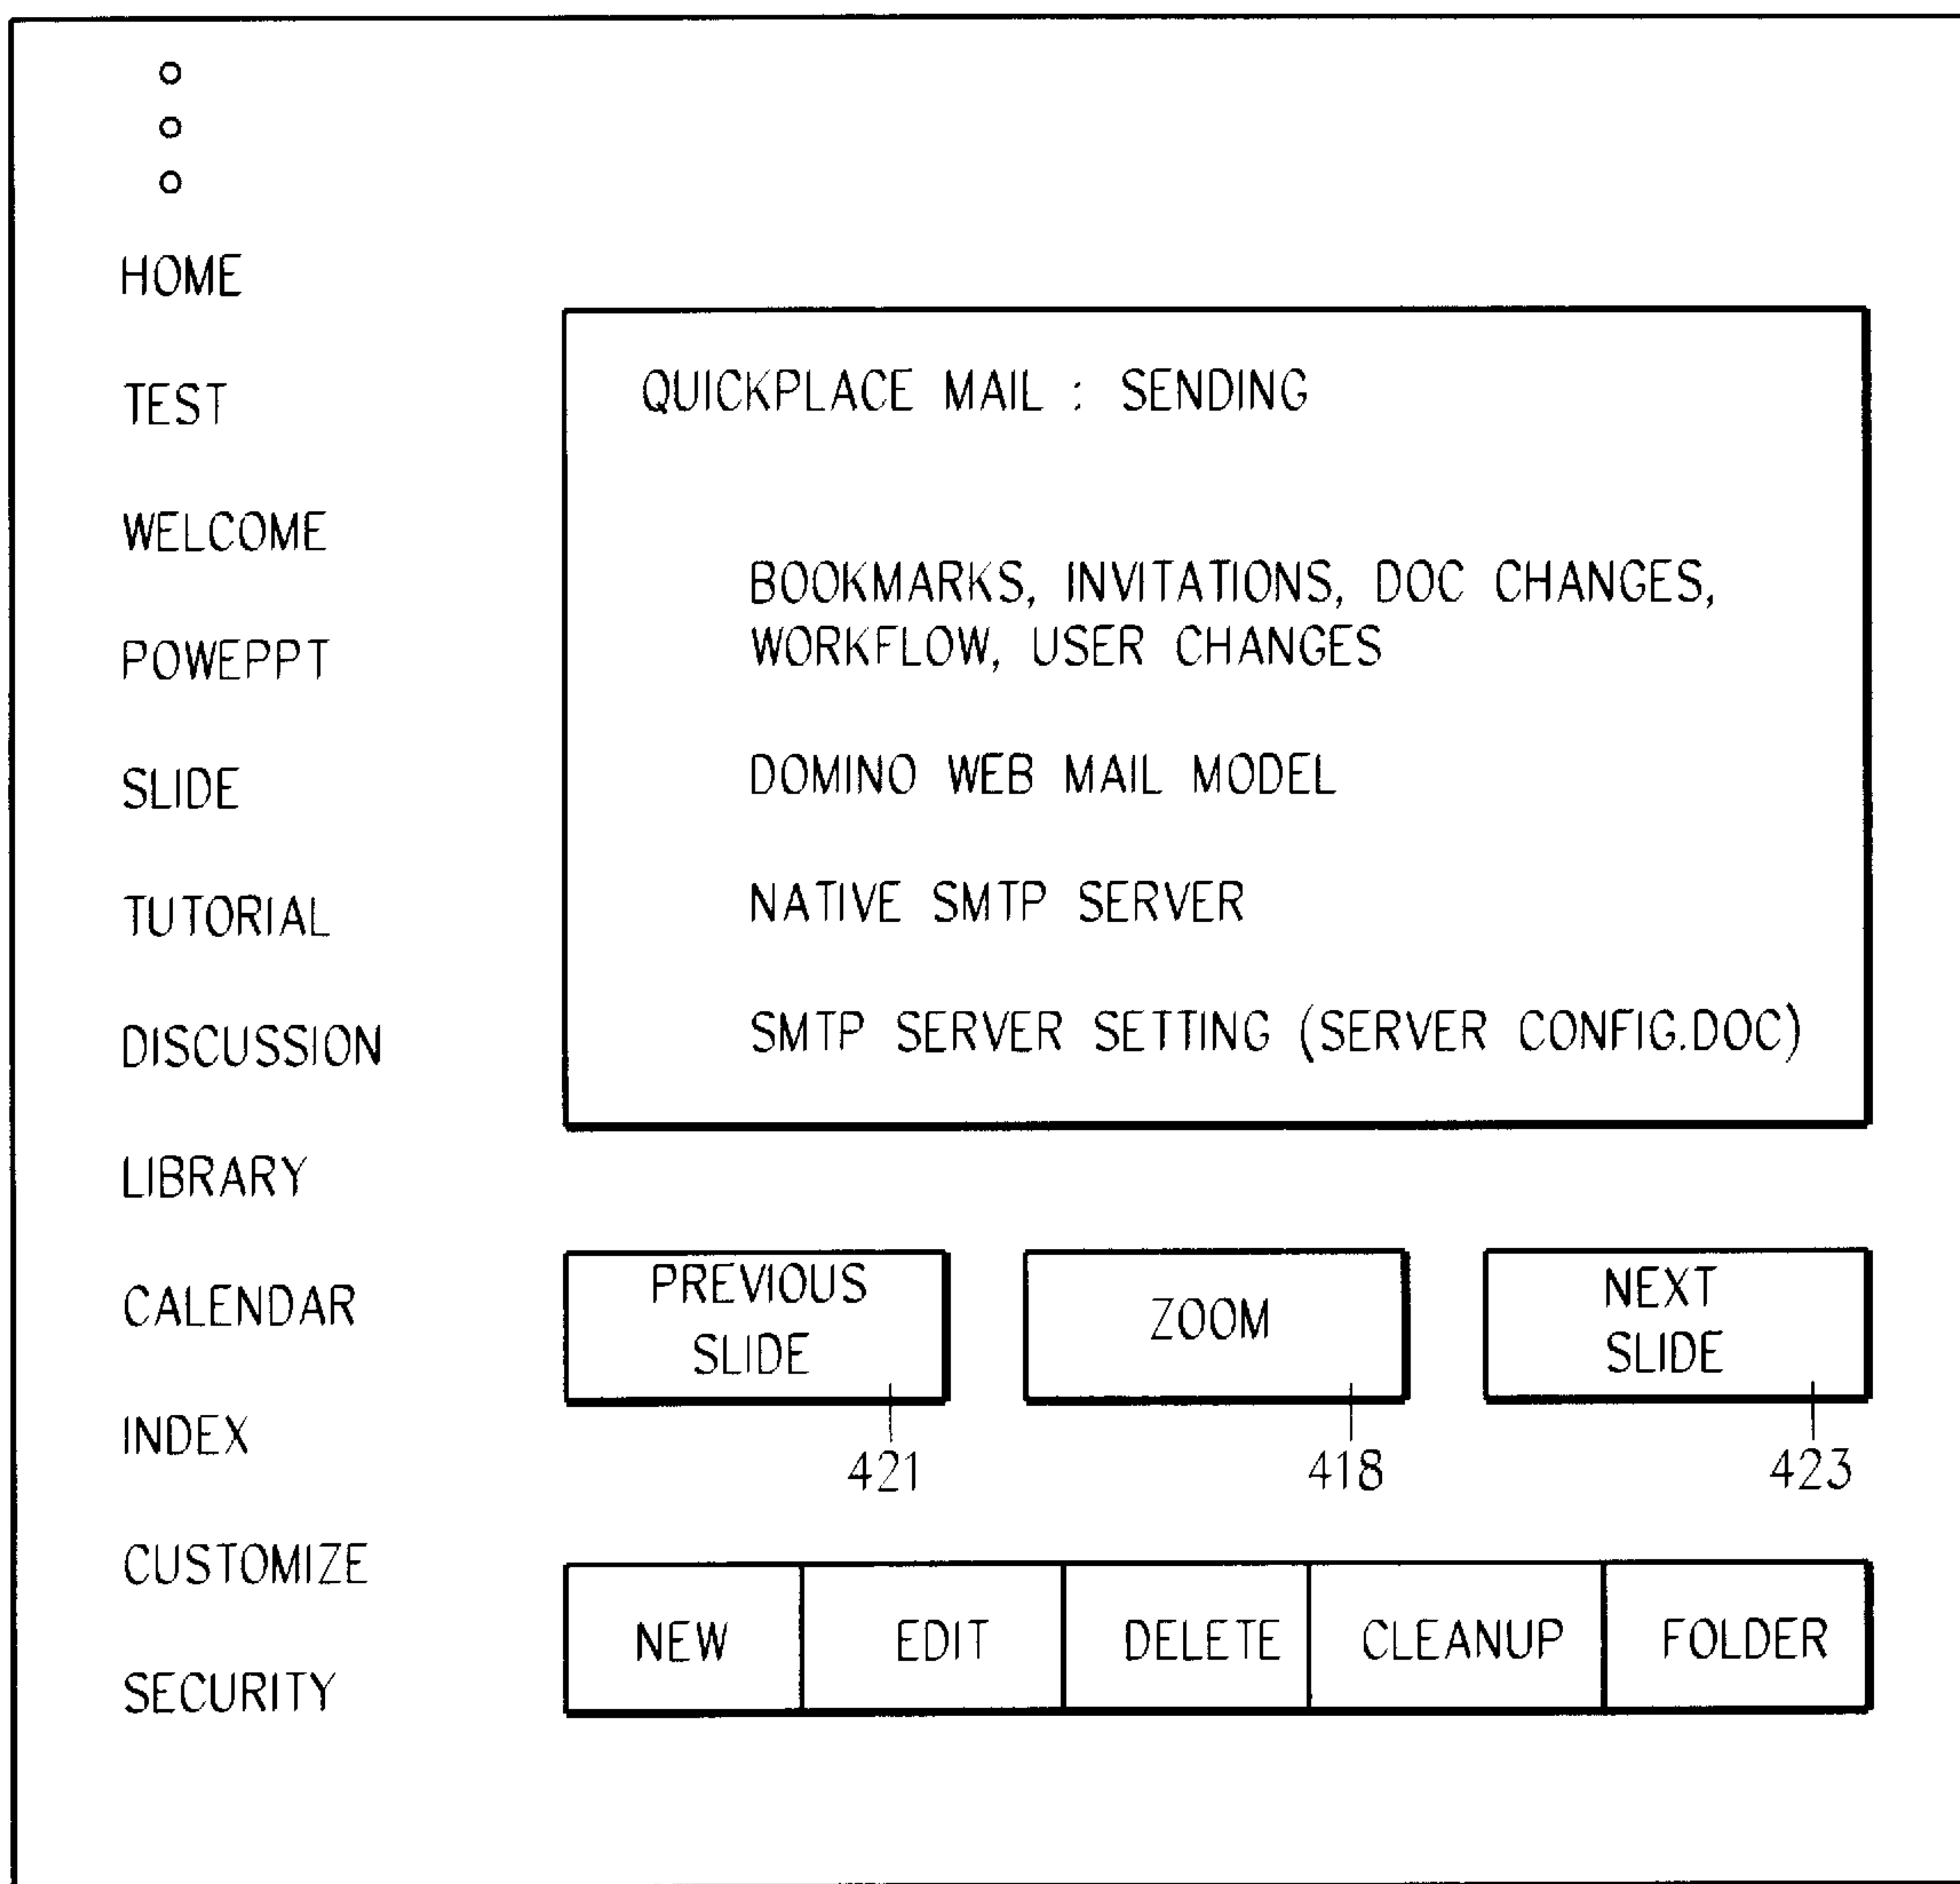 HOME
TEST
WELCOME
POWEPPT
SLIDE
TUTORIAL
DISCUSSION
LIBRARY
CALENDAR
INDEX
CUSTOMIZE
SECURITY
QUICKPLACE MAIL : SENDING
BOOKMARKS, INVITATIONS, DOC CHANGES,
WORKFLOW, USER CHANGES
DOMINO WEB MAIL MODEL
NATIVE SMTP SERVER
SMTP SERVER SETTING (SERVER CONFIG.DOC)
PREVIOUS
SLIDE
421
ZOOM
418
NEXT
SLIDE
423
NEW EDIT DELETE CLEANUP FOLDER